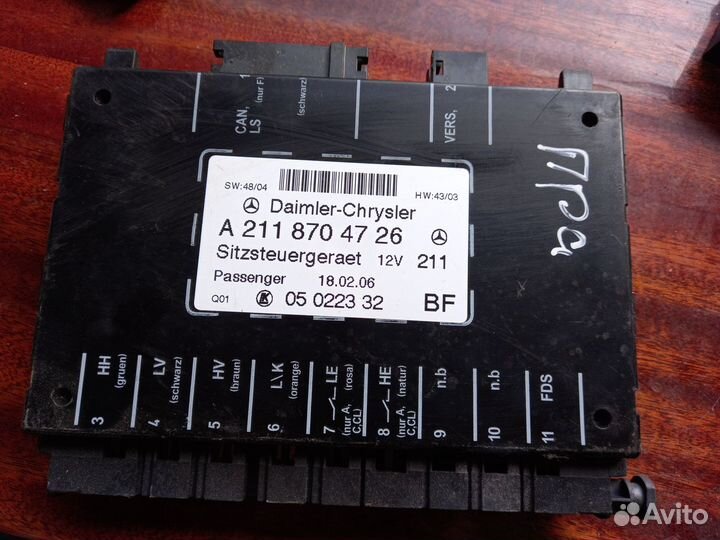 CAN, 1
LS (nur F)
(schwarz)
VERS, 2
SW:48/04
HW:43/03
Daimler-Chrysler
A 211 870 47 26
Sitzsteuergeraet 12V 211
Passenger 18.02.06
Q01 05 0223 32 BF
3 HH
(gruen)
4 LV
(schwarz)
5 HV
(braun)
6 L\K
(orange)
7 LE
(nur A, (rosa)
C,CL)
8 HE
(nur A, (natur)
C,CL)
9 n.b
10 n.b
11 FDS
Avito